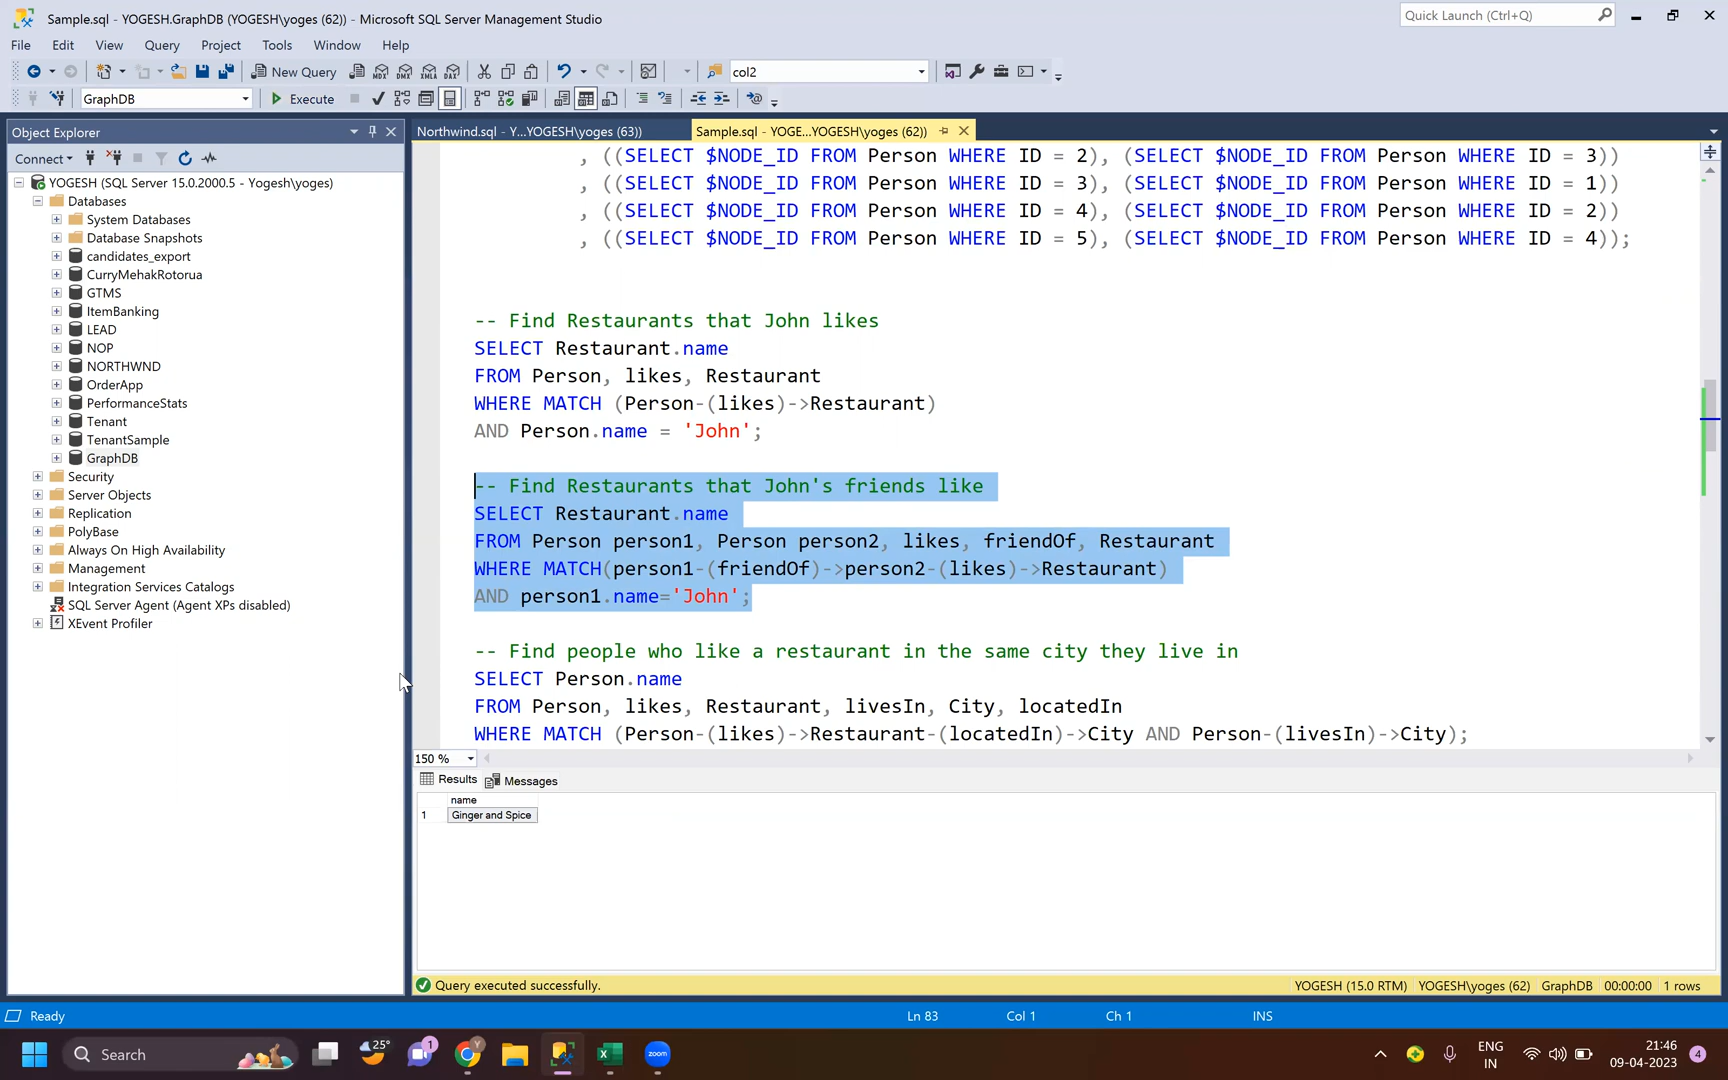 Sample.sql - YOGESH.GraphDB (YOGESH\yoges (62)) - Microsoft SQL Server Management Studio
Quick Launch (Ctrl+Q)
File Edit View Query Project Tools Window Help
New Query
MDX DMX XMLA DAX
col2
GraphDB
Execute
Object Explorer
Northwind.sql - Y...YOGESH\yoges (63))
Sample.sql - YOGE...YOGESH\yoges (62))
Connect
YOGESH (SQL Server 15.0.2000.5 - Yogesh\yoges)
Databases
System Databases
Database Snapshots
candidates_export
CurryMehakRotorua
GTMS
ItemBanking
LEAD
NOP
NORTHWND
OrderApp
PerformanceStats
Tenant
TenantSample
GraphDB
Security
Server Objects
Replication
PolyBase
Always On High Availability
Management
Integration Services Catalogs
SQL Server Agent (Agent XPs disabled)
XEvent Profiler
, ((SELECT $NODE_ID FROM Person WHERE ID = 2), (SELECT $NODE_ID FROM Person WHERE ID = 3))
, ((SELECT $NODE_ID FROM Person WHERE ID = 3), (SELECT $NODE_ID FROM Person WHERE ID = 1))
, ((SELECT $NODE_ID FROM Person WHERE ID = 4), (SELECT $NODE_ID FROM Person WHERE ID = 2))
, ((SELECT $NODE_ID FROM Person WHERE ID = 5), (SELECT $NODE_ID FROM Person WHERE ID = 4));
-- Find Restaurants that John likes
SELECT Restaurant.name
FROM Person, likes, Restaurant
WHERE MATCH (Person-(likes)->Restaurant)
AND Person.name = 'John';
-- Find Restaurants that John's friends like
SELECT Restaurant.name
FROM Person person1, Person person2, likes, friendOf, Restaurant
WHERE MATCH(person1-(friendOf)->person2-(likes)->Restaurant)
AND person1.name='John';
-- Find people who like a restaurant in the same city they live in
SELECT Person.name
FROM Person, likes, Restaurant, livesIn, City, locatedIn
WHERE MATCH (Person-(likes)->Restaurant-(locatedIn)->City AND Person-(livesIn)->City);
150 %
Results Messages
name
1 Ginger and Spice
Query executed successfully.
YOGESH (15.0 RTM) YOGESH\yoges (62) GraphDB 00:00:00 1 rows
Ready
Ln 83 Col 1 Ch 1 INS
Search
25°
1
zoom
ENG
IN
21:46
09-04-2023
4